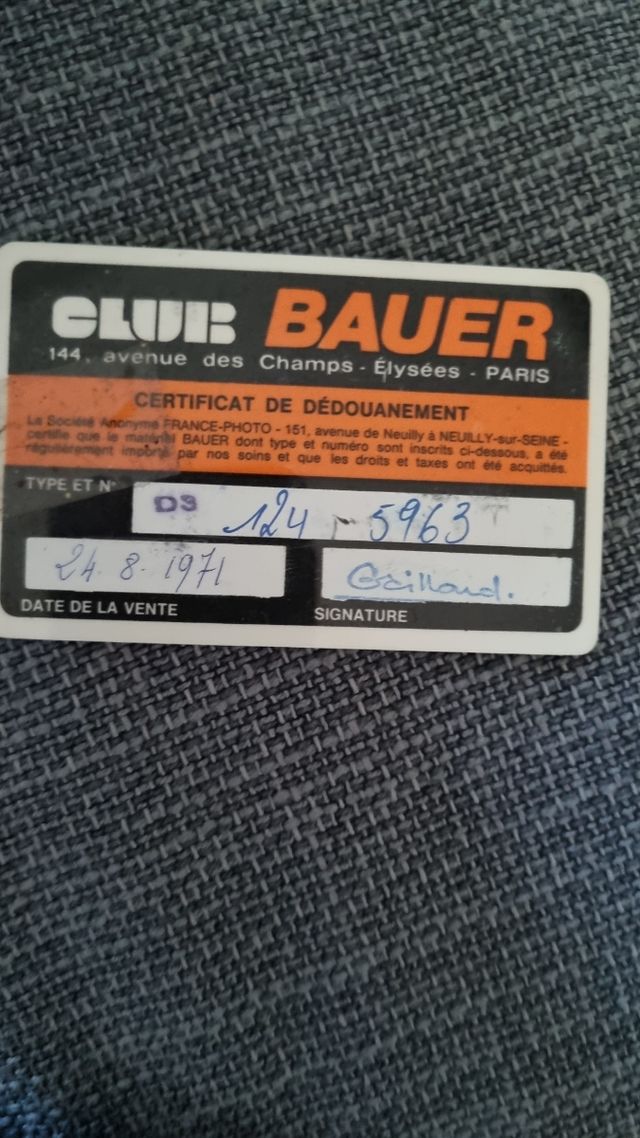 CLUB BAUER
144. avenue des Champs - Élysées - PARIS
CERTIFICAT DE DÉDOUANEMENT
La Société Anonyme FRANCE-PHOTO - 151, avenue de Neuilly à NEUILLY-sur-SEINE -
certifie que le matériel BAUER dont type et numéro sont inscrits ci-dessous, a été
régulièrement importé par nos soins et que les droits et taxes ont été acquittés.
TYPE ET N° D3 124 - 5963
24. 8. 1971 Gaillard.
DATE DE LA VENTE SIGNATURE